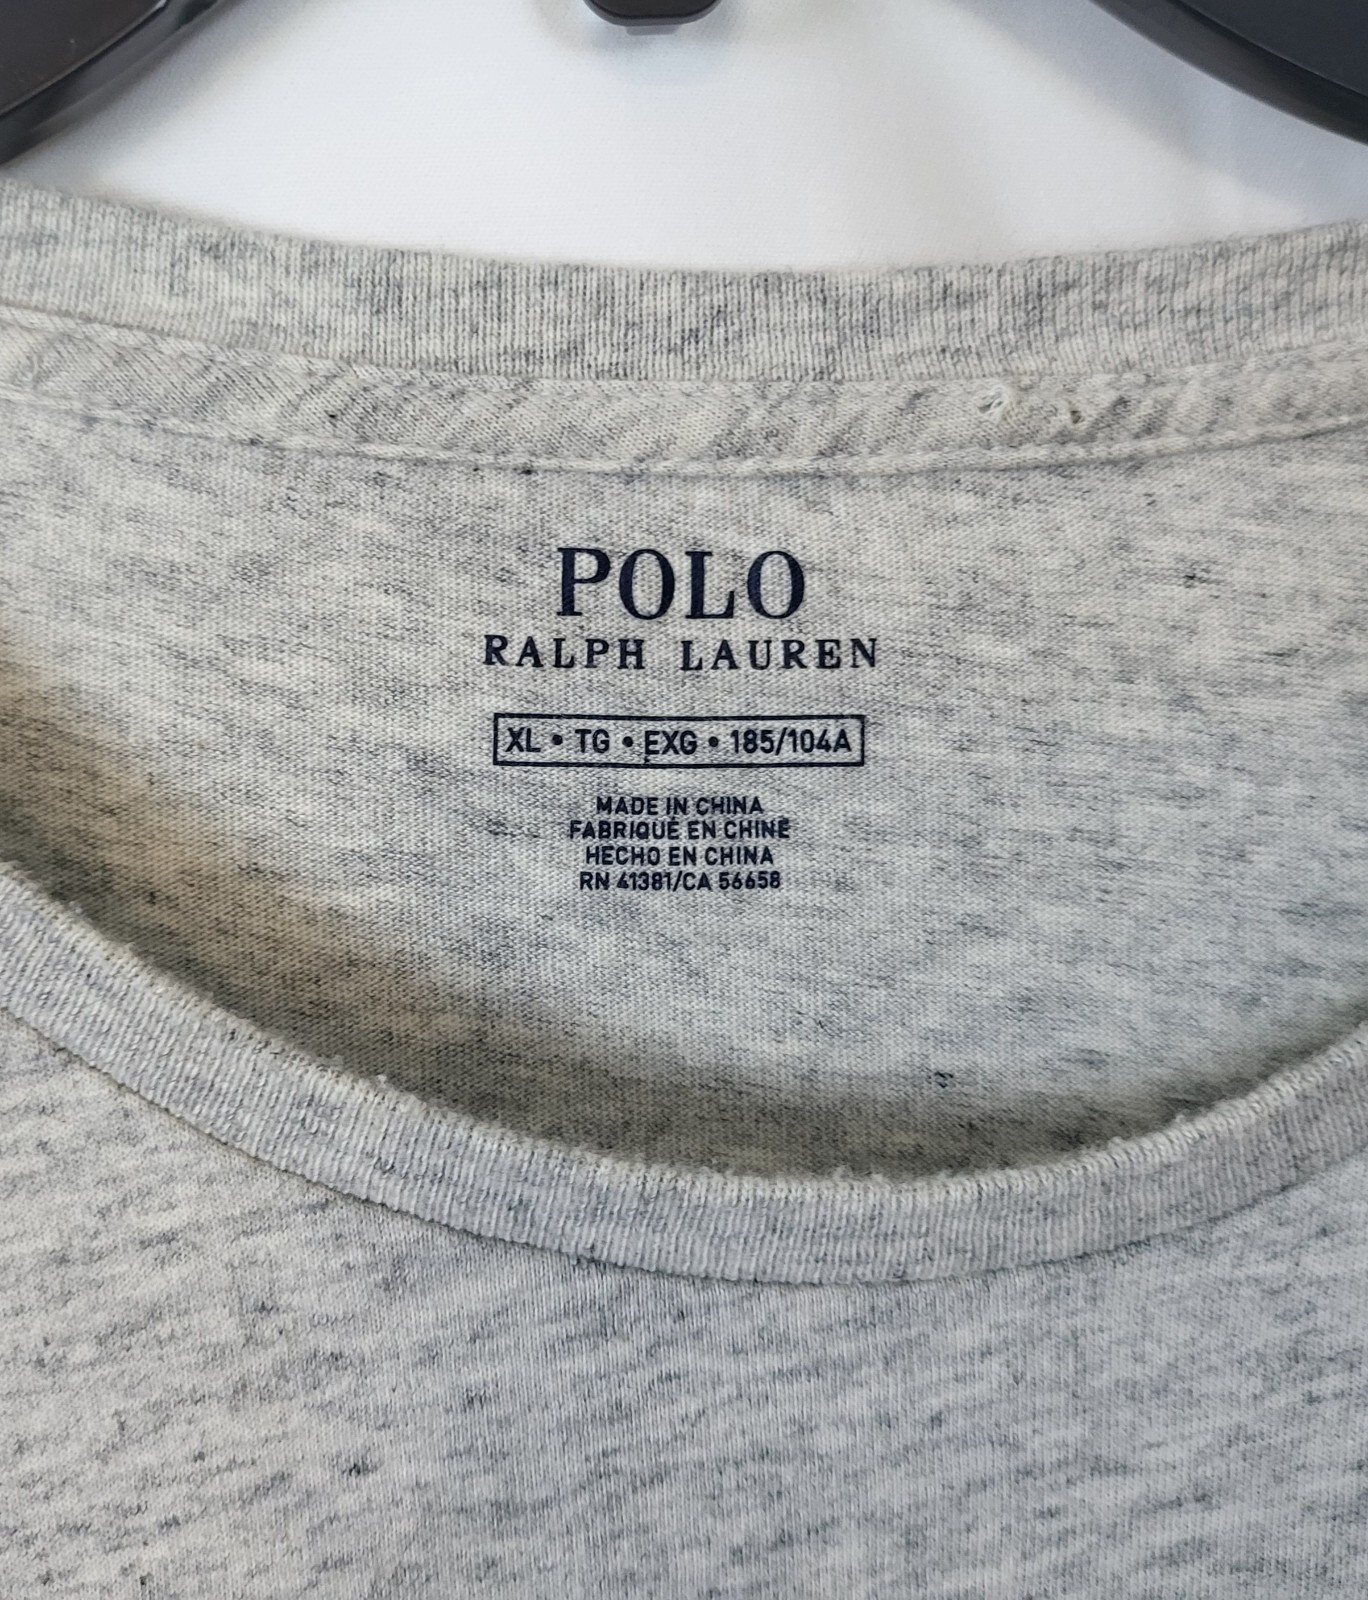 POLO
RALPH LAUREN
XL • TG • EXG • 185/104A
MADE IN CHINA
FABRIQUÉ EN CHINE
HECHO EN CHINA
RN 41381/CA 56658